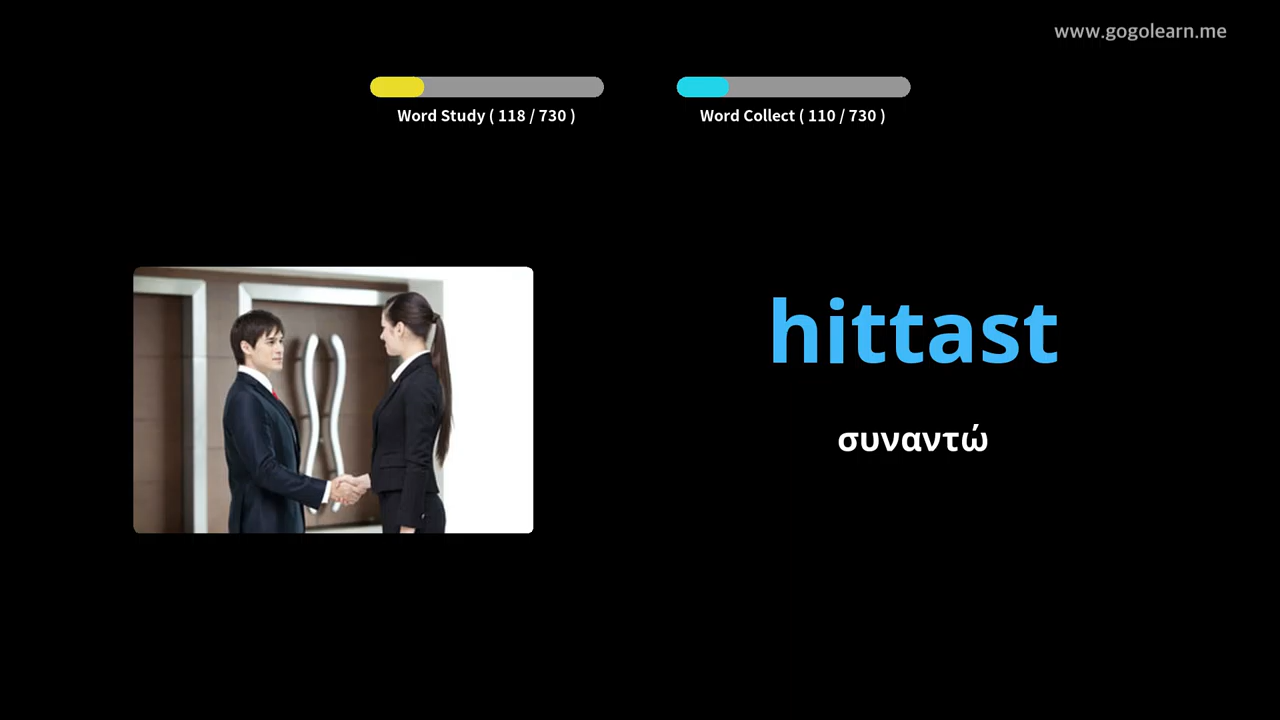 www.gogolearn.me
Word Study ( 118 / 730 )
Word Collect ( 110 / 730 )
hittast
συναντώ